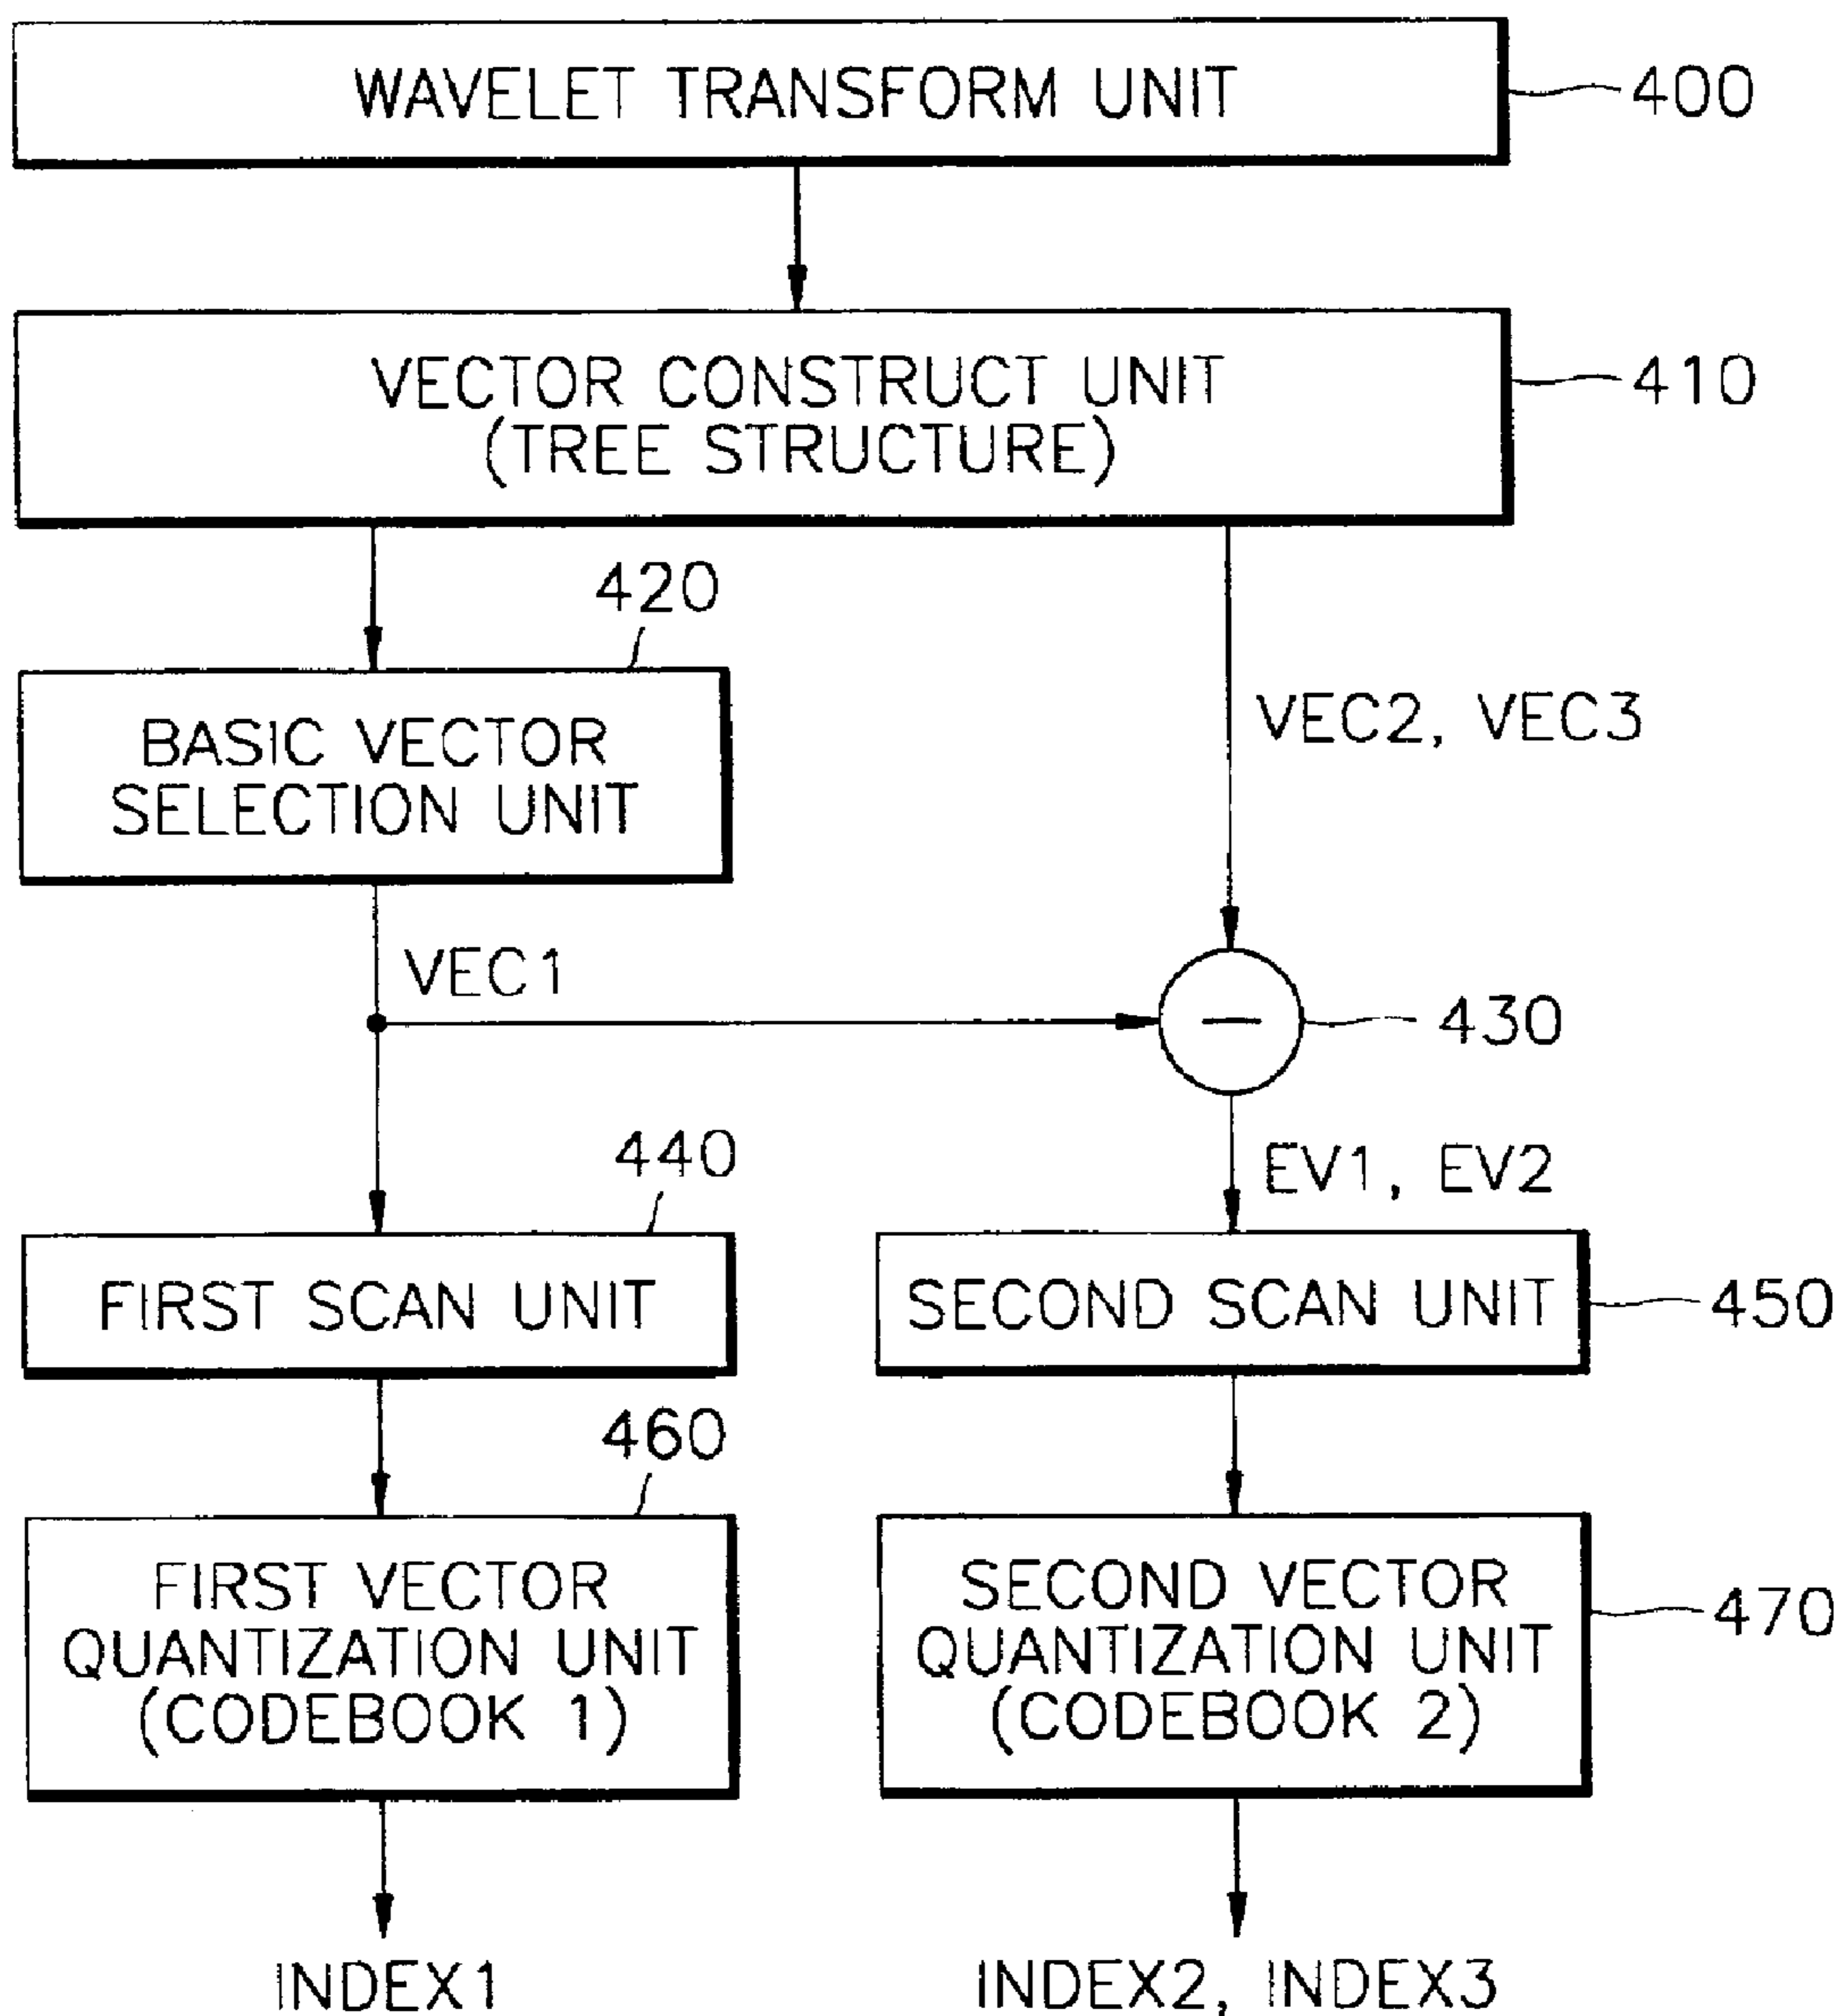 WAVELET TRANSFORM UNIT
400
VECTOR CONSTRUCT UNIT
(TREE STRUCTURE)
410
420
BASIC VECTOR
SELECTION UNIT
VEC2, VEC3
VEC1
430
440
EV1, EV2
FIRST SCAN UNIT
SECOND SCAN UNIT
450
460
FIRST VECTOR
QUANTIZATION UNIT
(CODEBOOK 1)
SECOND VECTOR
QUANTIZATION UNIT
(CODEBOOK 2)
470
INDEX1
INDEX2, INDEX3